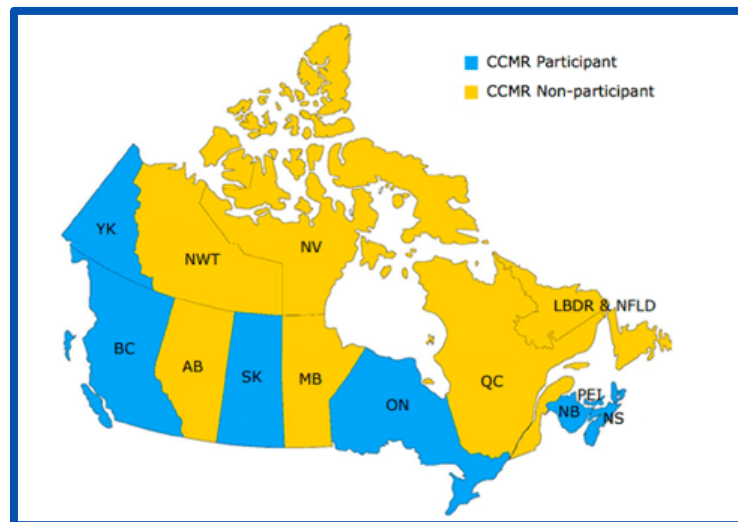 CCMR Participant
CCMR Non-participant
YK
NWT
NV
LBDR & NFLD
BC
AB
SK
MB
ON
QC
PEI
NB
NS